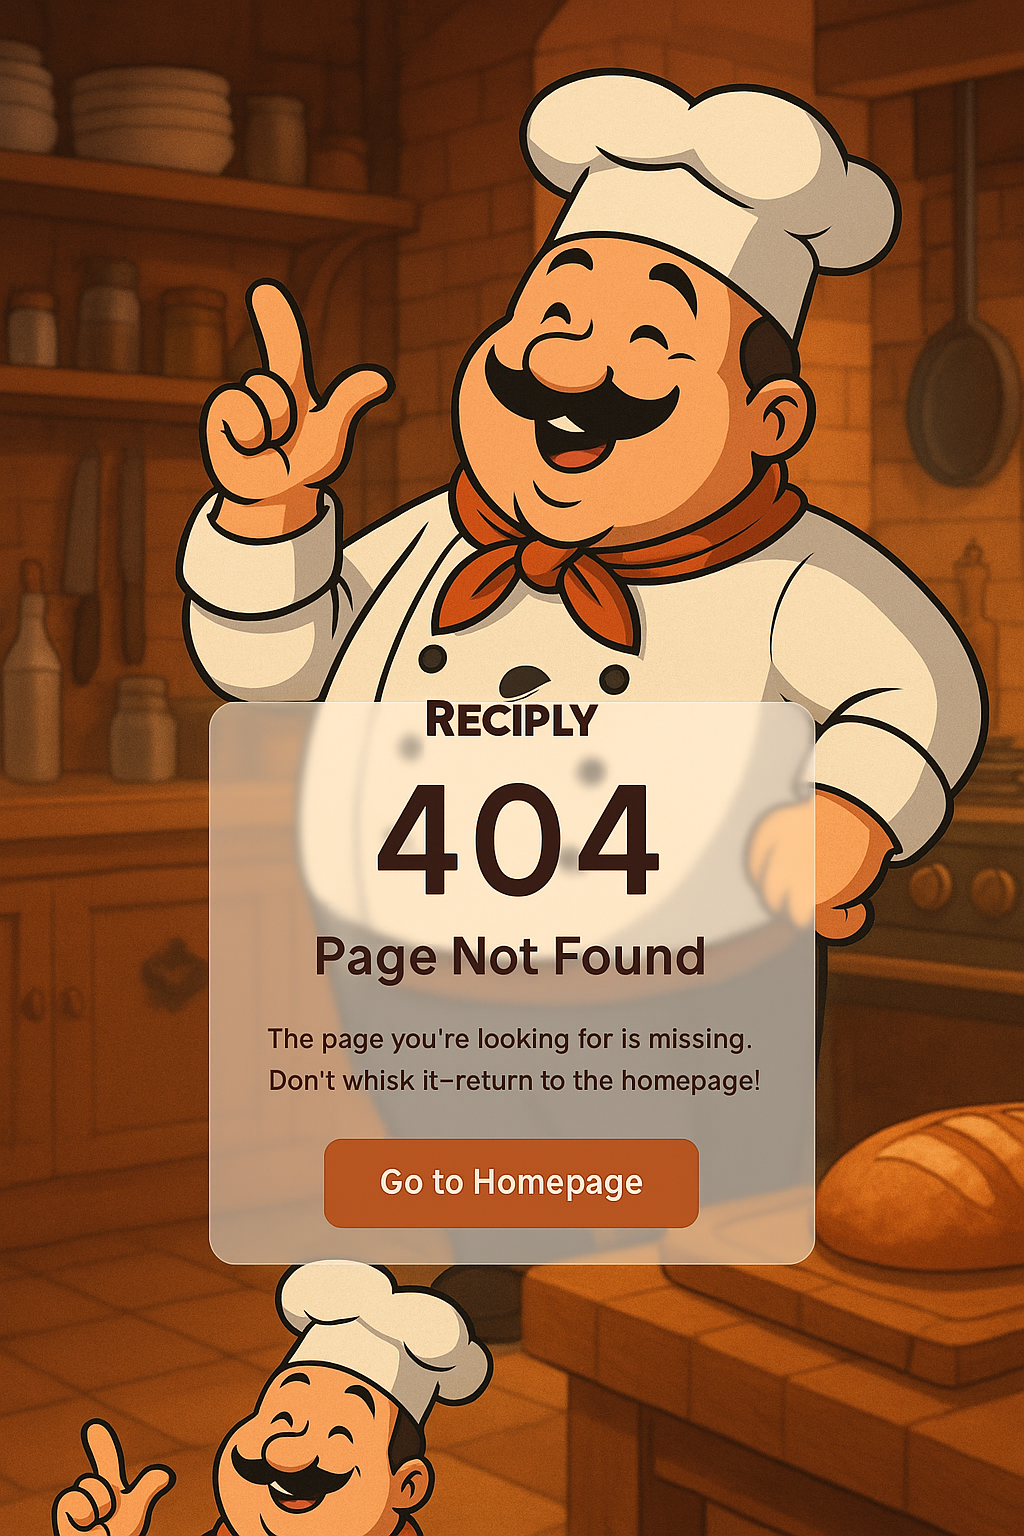 RECIPLY
404
Page Not Found
The page you're looking for is missing.
Don't whisk it–return to the homepage!
Go to Homepage